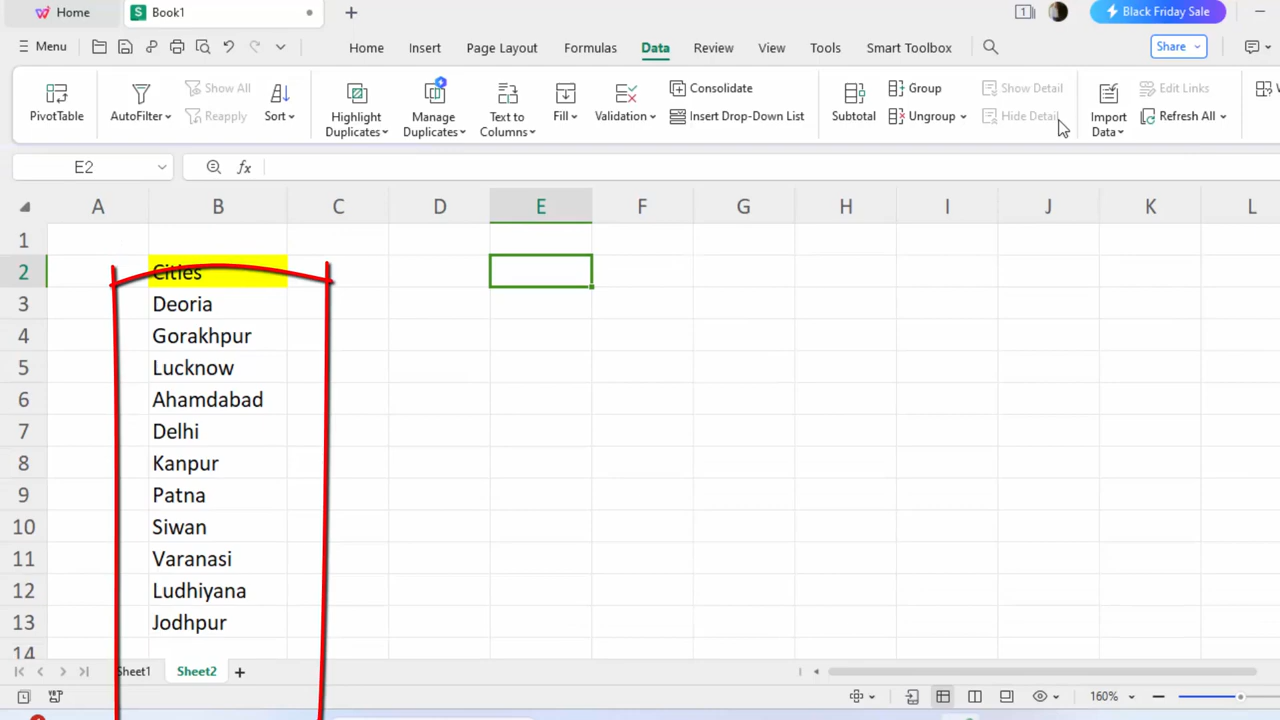 Home
Book1
1
Black Friday Sale
Menu
Home Insert Page Layout Formulas Data Review View Tools Smart Toolbox
Share
PivotTable
AutoFilter
Show All
Reapply
Sort
Highlight
Duplicates
Manage
Duplicates
Text to
Columns
Fill
Validation
Consolidate
Insert Drop-Down List
Subtotal
Group
Ungroup
Show Detail
Hide Detail
Import
Data
Edit Links
Refresh All
E2
fx
A B C D E F G H I J K L
1
2 Cities
3 Deoria
4 Gorakhpur
5 Lucknow
6 Ahamdabad
7 Delhi
8 Kanpur
9 Patna
10 Siwan
11 Varanasi
12 Ludhiyana
13 Jodhpur
14
Sheet1 Sheet2
160%